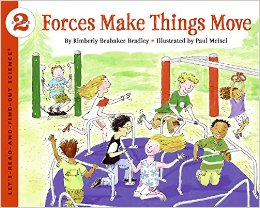 2
Forces Make Things Move
By Kimberly Brubaker Bradley • Illustrated by Paul Meisel
LET'S-READ-AND-FIND-OUT SCIENCE®